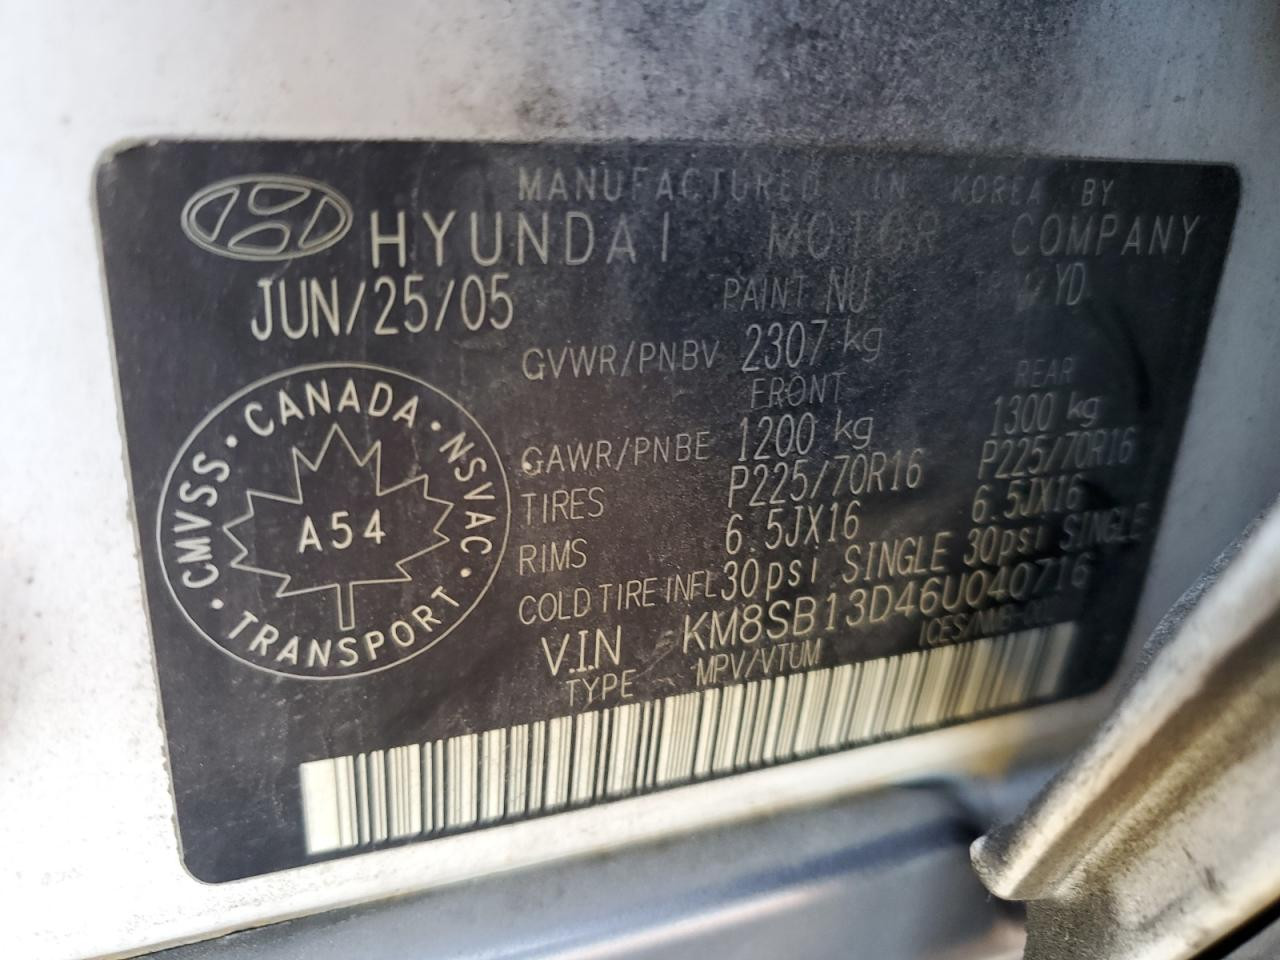 MANUFACTURED IN KOREA BY
HYUNDAI MOTOR COMPANY
JUN/25/05
PAINT NU YD
GVWR/PNBV 2307 kg
FRONT REAR
GAWR/PNBE 1200 kg 1300 kg
TIRES P225/70R16 P225/70R16
RIMS 6.5JX16 6.5JX16
COLD TIRE INFL 30psi SINGLE 30psi SINGLE
V.I.N KM8SB13D46U040716
TYPE MPV/VTUM
CMVSS · CANADA · NSVAC · TRANSPORT ·
A54